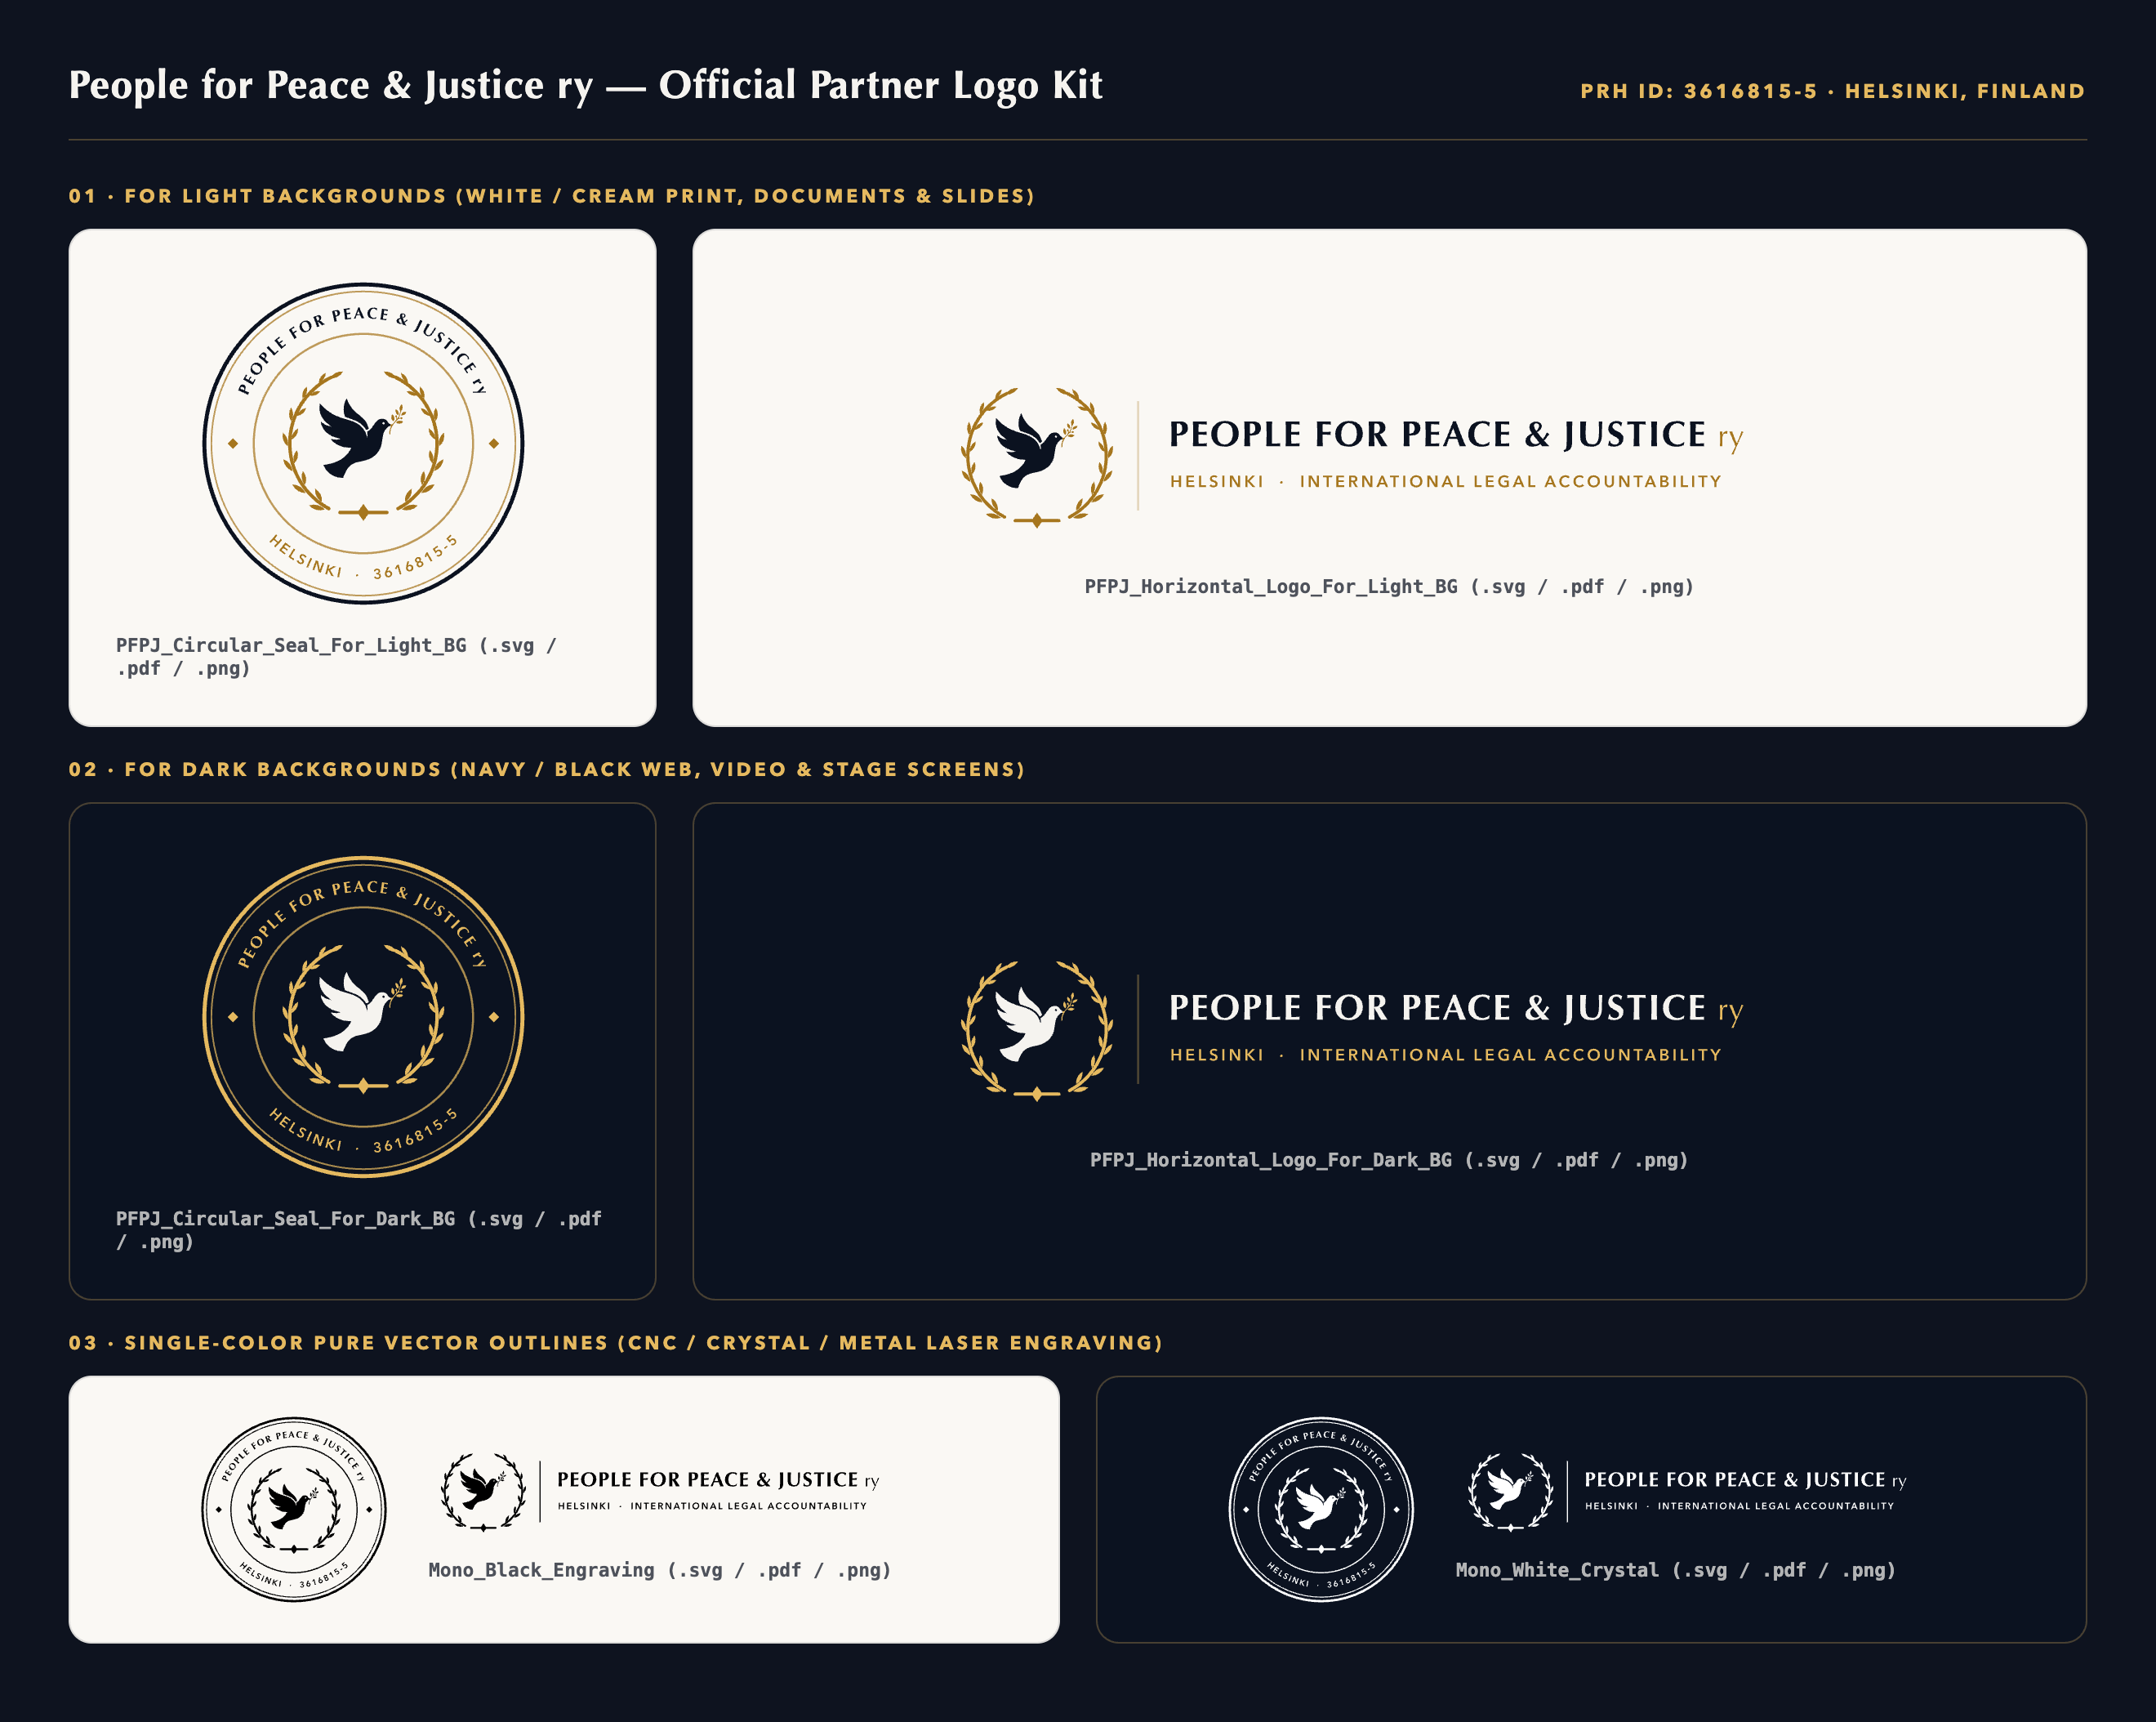 People for Peace & Justice ry — Official Partner Logo Kit
PRH ID: 3616815-5 · HELSINKI, FINLAND
01 · FOR LIGHT BACKGROUNDS (WHITE / CREAM PRINT, DOCUMENTS & SLIDES)
PEOPLE FOR PEACE & JUSTICE ry
HELSINKI · 3616815-5
PFPJ_Circular_Seal_For_Light_BG (.svg /
.pdf / .png)
PEOPLE FOR PEACE & JUSTICE ry
HELSINKI · INTERNATIONAL LEGAL ACCOUNTABILITY
PFPJ_Horizontal_Logo_For_Light_BG (.svg / .pdf / .png)
02 · FOR DARK BACKGROUNDS (NAVY / BLACK WEB, VIDEO & STAGE SCREENS)
PEOPLE FOR PEACE & JUSTICE ry
HELSINKI · 3616815-5
PFPJ_Circular_Seal_For_Dark_BG (.svg / .pdf
/ .png)
PEOPLE FOR PEACE & JUSTICE ry
HELSINKI · INTERNATIONAL LEGAL ACCOUNTABILITY
PFPJ_Horizontal_Logo_For_Dark_BG (.svg / .pdf / .png)
03 · SINGLE-COLOR PURE VECTOR OUTLINES (CNC / CRYSTAL / METAL LASER ENGRAVING)
PEOPLE FOR PEACE & JUSTICE ry
HELSINKI · 3616815-5
PEOPLE FOR PEACE & JUSTICE ry
HELSINKI · INTERNATIONAL LEGAL ACCOUNTABILITY
Mono_Black_Engraving (.svg / .pdf / .png)
PEOPLE FOR PEACE & JUSTICE ry
HELSINKI · 3616815-5
PEOPLE FOR PEACE & JUSTICE ry
HELSINKI · INTERNATIONAL LEGAL ACCOUNTABILITY
Mono_White_Crystal (.svg / .pdf / .png)